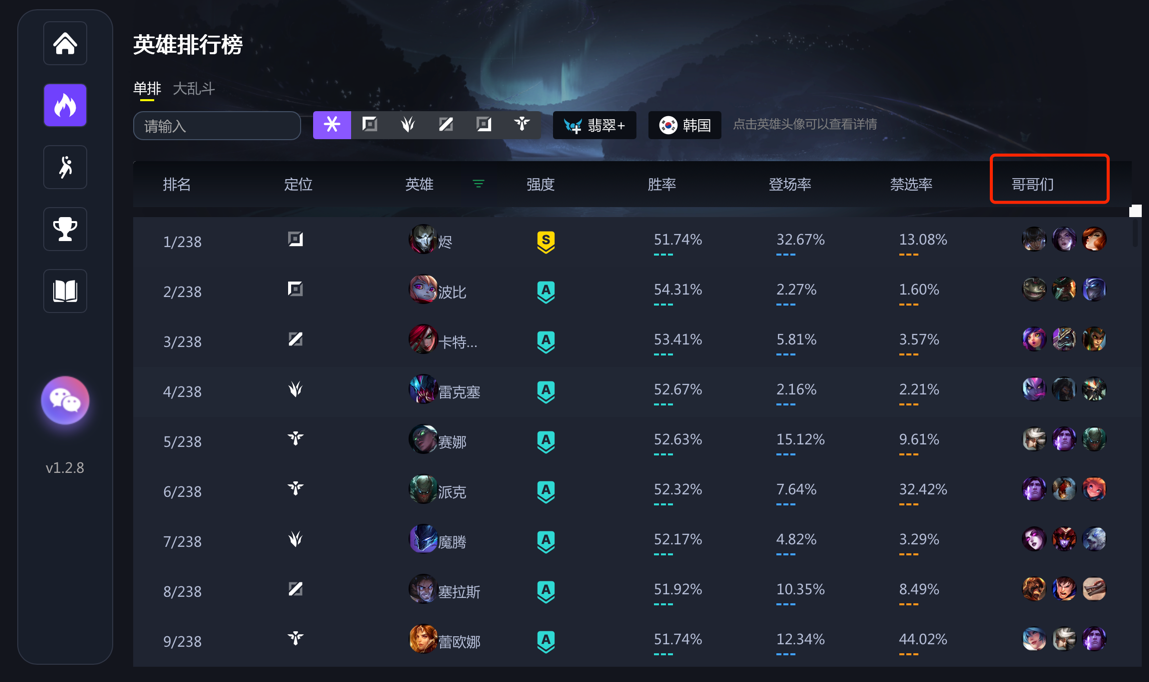 英雄排行榜
单排 大乱斗
请输入 翡翠+ 韩国 点击英雄头像可以查看详情
排名 定位 英雄 强度 胜率 登场率 禁选率 哥哥们
1/238 烬 S 51.74% 32.67% 13.08%
2/238 波比 A 54.31% 2.27% 1.60%
3/238 卡特... A 53.41% 5.81% 3.57%
4/238 雷克塞 A 52.67% 2.16% 2.21%
5/238 赛娜 A 52.63% 15.12% 9.61%
6/238 派克 A 52.32% 7.64% 32.42%
7/238 魔腾 A 52.17% 4.82% 3.29%
8/238 塞拉斯 A 51.92% 10.35% 8.49%
9/238 蕾欧娜 A 51.74% 12.34% 44.02%
v1.2.8